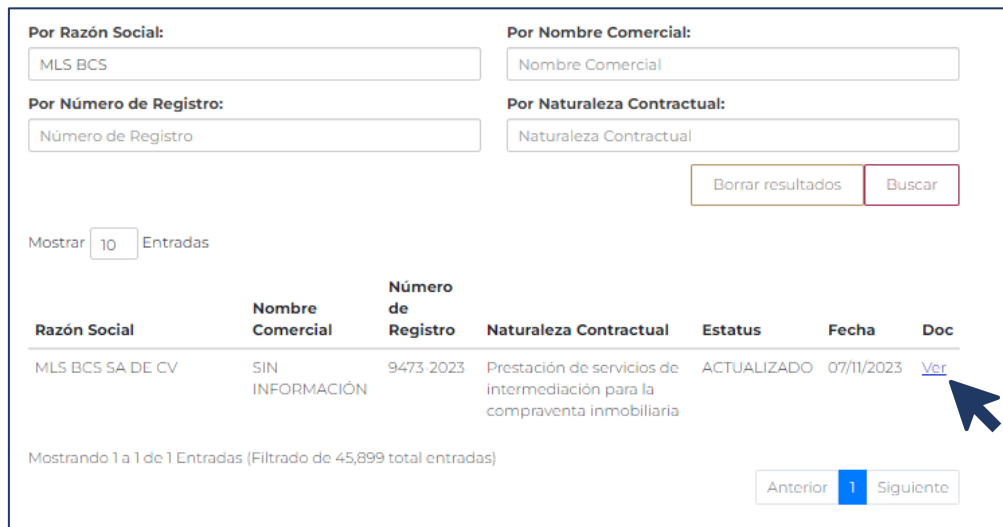 Por Razón Social: Por Nombre Comercial:
MLS BCS Nombre Comercial
Por Número de Registro: Por Naturaleza Contractual:
Número de Registro Naturaleza Contractual
Borrar resultados Buscar
Mostrar 10 Entradas
Número
Nombre de
Razón Social Comercial Registro Naturaleza Contractual Estatus Fecha Doc
MLS BCS SA DE CV SIN 9473-2023 Prestación de servicios de ACTUALIZADO 07/11/2023 Ver
INFORMACIÓN intermediación para la
compraventa inmobiliaria
Mostrando 1 a 1 de 1 Entradas (Filtrado de 45,899 total entradas)
Anterior 1 Siguiente